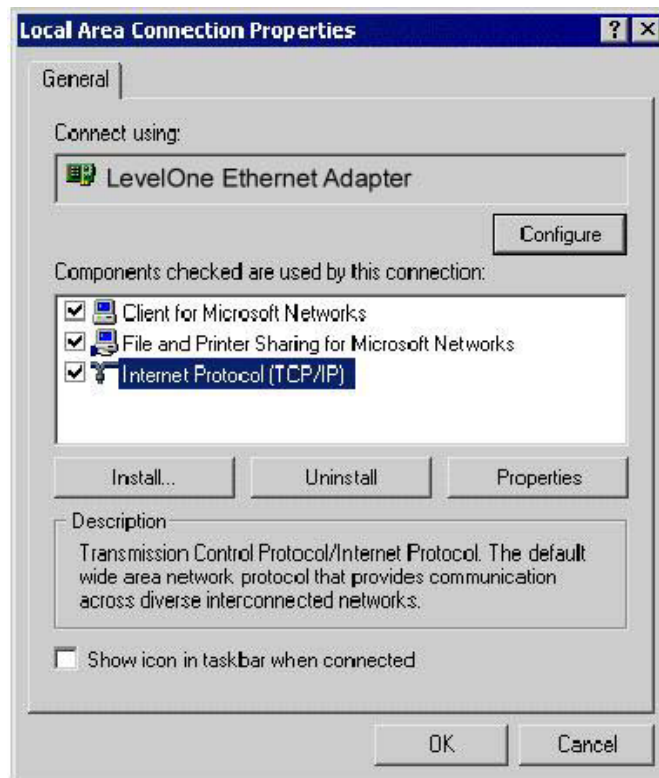 Local Area Connection Properties
General
Connect using:
LevelOne Ethernet Adapter
Configure
Components checked are used by this connection:
Client for Microsoft Networks
File and Printer Sharing for Microsoft Networks
Internet Protocol (TCP/IP)
Install... Uninstall Properties
Description
Transmission Control Protocol/Internet Protocol. The default
wide area network protocol that provides communication
across diverse interconnected networks.
Show icon in taskbar when connected
OK Cancel